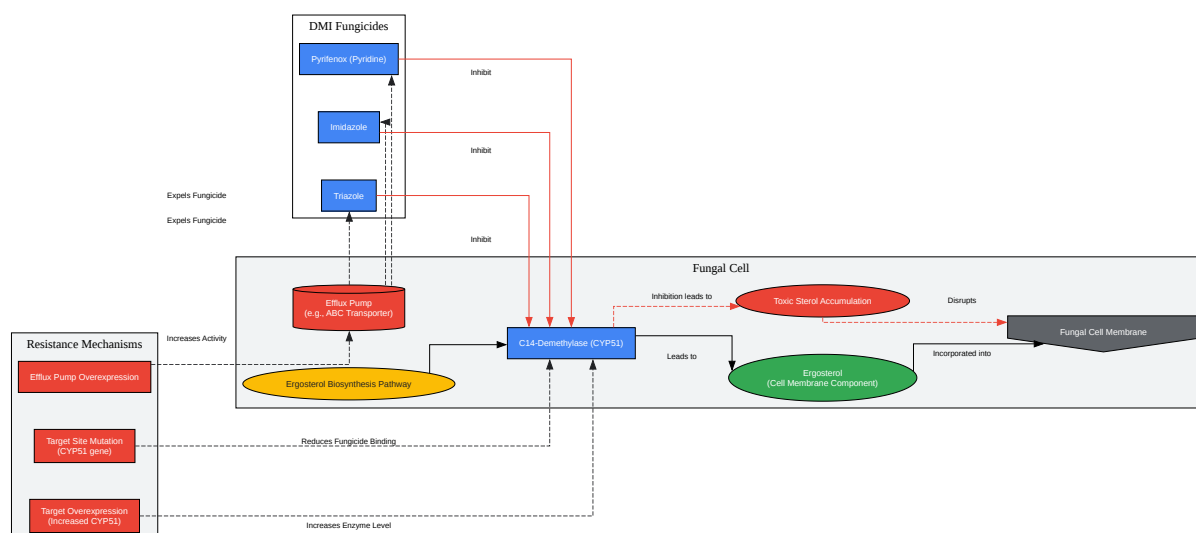 DMI Fungicides
Pyrifenox (Pyridine)
Inhibit
Imidazole
Inhibit
Triazole
Expels Fungicide
Expels Fungicide
Inhibit
Fungal Cell
Efflux Pump
(e.g., ABC Transporter)
Inhibition leads to
Toxic Sterol Accumulation
Disrupts
Fungal Cell Membrane
Increases Activity
C14-Demethylase (CYP51)
Leads to
Incorporated into
Ergosterol Biosynthesis Pathway
Ergosterol
(Cell Membrane Component)
Resistance Mechanisms
Efflux Pump Overexpression
Target Site Mutation
(CYP51 gene)
Reduces Fungicide Binding
Target Overexpression
(Increased CYP51)
Increases Enzyme Level